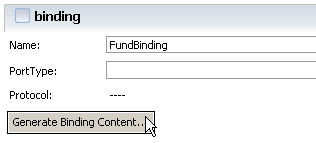 binding
Name: FundBinding
PortType:
Protocol: ----
Generate Binding Content...